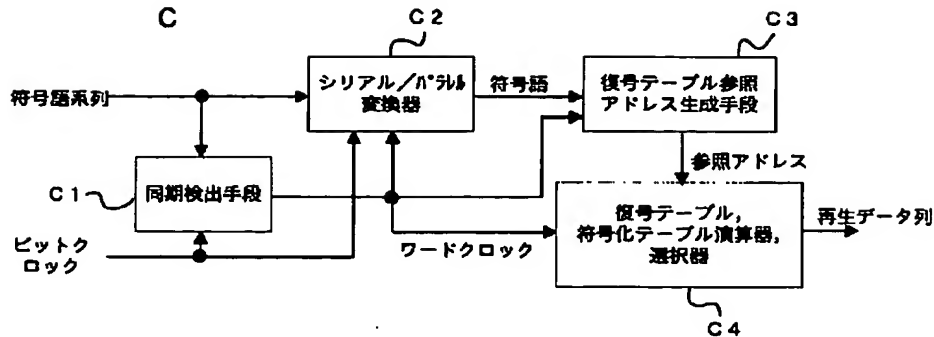 C
C2
C3
符号語系列
シリアル/パラレル
変換器
符号語
復号テーブル参照
アドレス生成手段
参照アドレス
C1
同期検出手段
ビットク
ロック
ワードクロック
復号テーブル,
符号化テーブル演算器,
選択器
再生データ列
C4